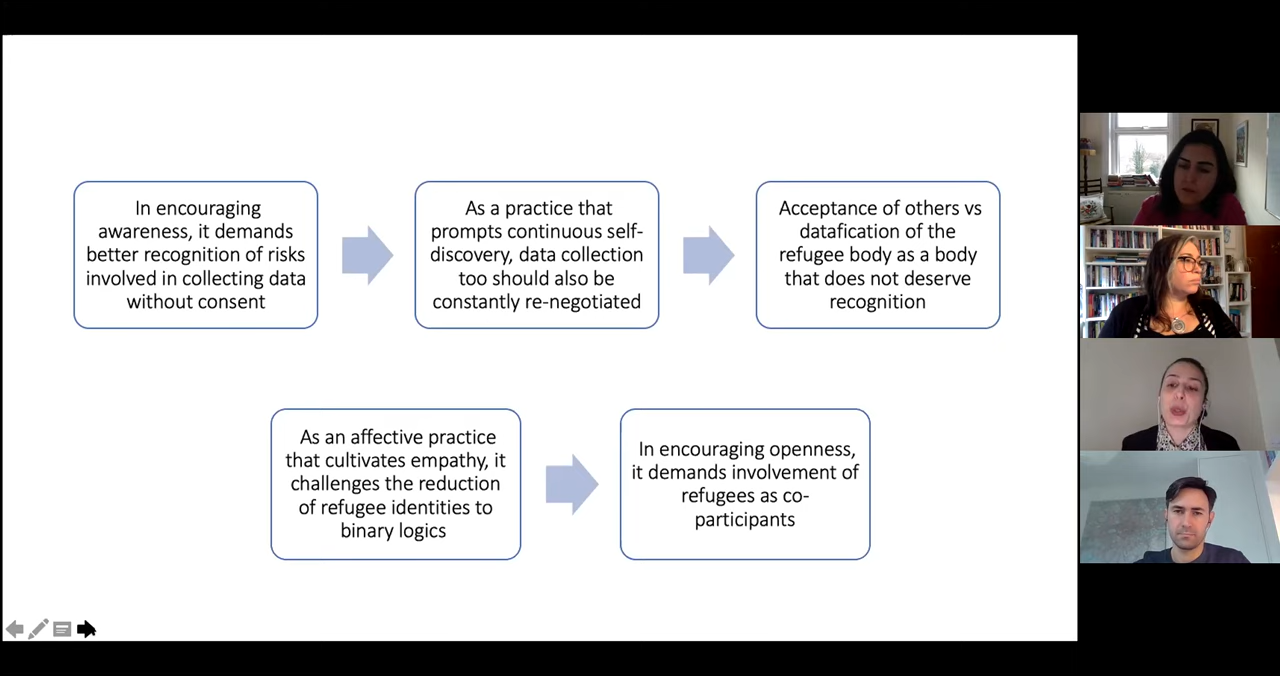 In encouraging
awareness, it demands
better recognition of risks
involved in collecting data
without consent
As a practice that
prompts continuous self-
discovery, data collection
too should also be
constantly re-negotiated
Acceptance of others vs
datafication of the
refugee body as a body
that does not deserve
recognition
As an affective practice
that cultivates empathy, it
challenges the reduction
of refugee identities to
binary logics
In encouraging openness,
it demands involvement of
refugees as co-
participants